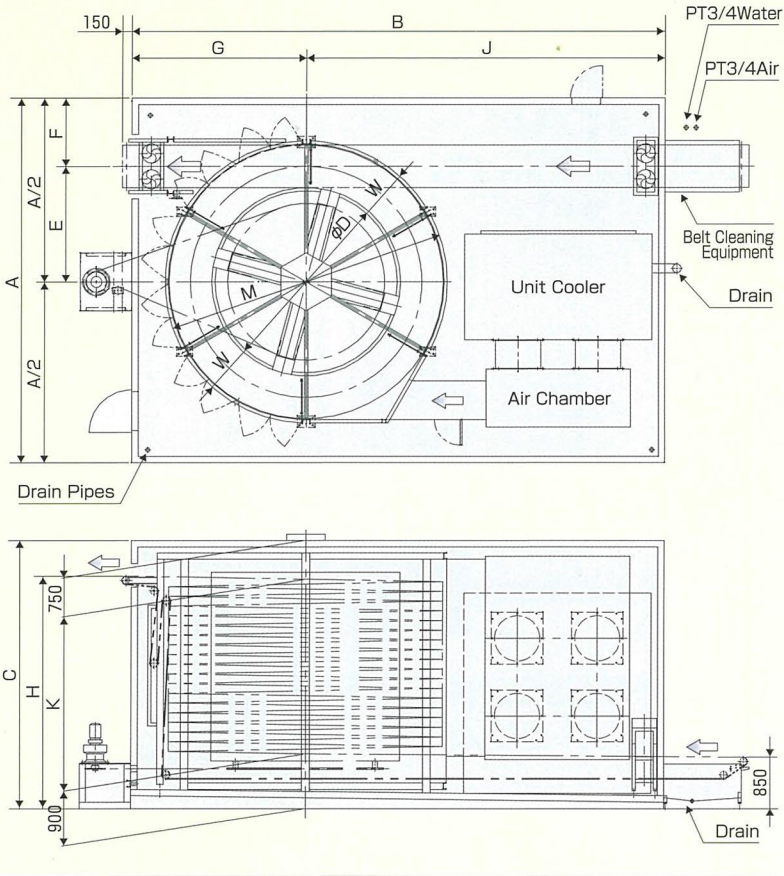 PT3/4Water
150
B
G
J
PT3/4Air
F
A/2
E
A
W
φD
M
W
A/2
Unit Cooler
Belt Cleaning
Equipment
Drain
Air Chamber
Drain Pipes
750
C
H
K
900
850
Drain